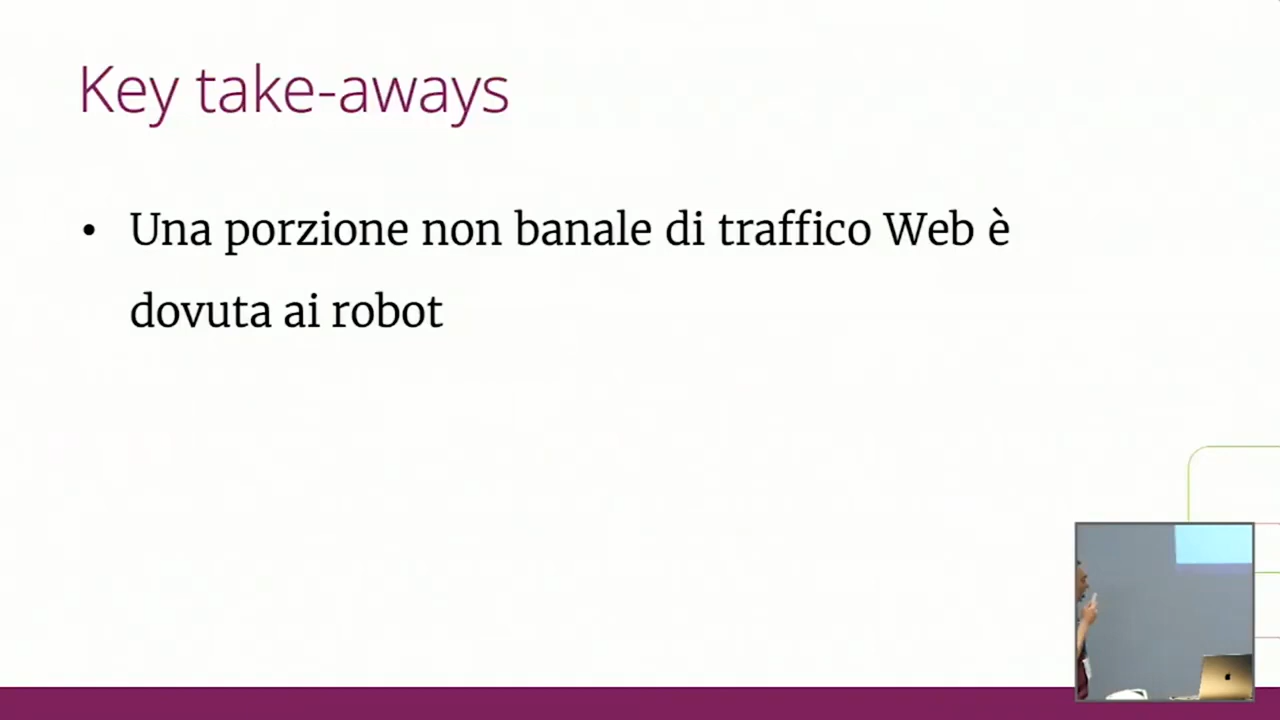 Key take-aways
• Una porzione non banale di traffico Web è
dovuta ai robot